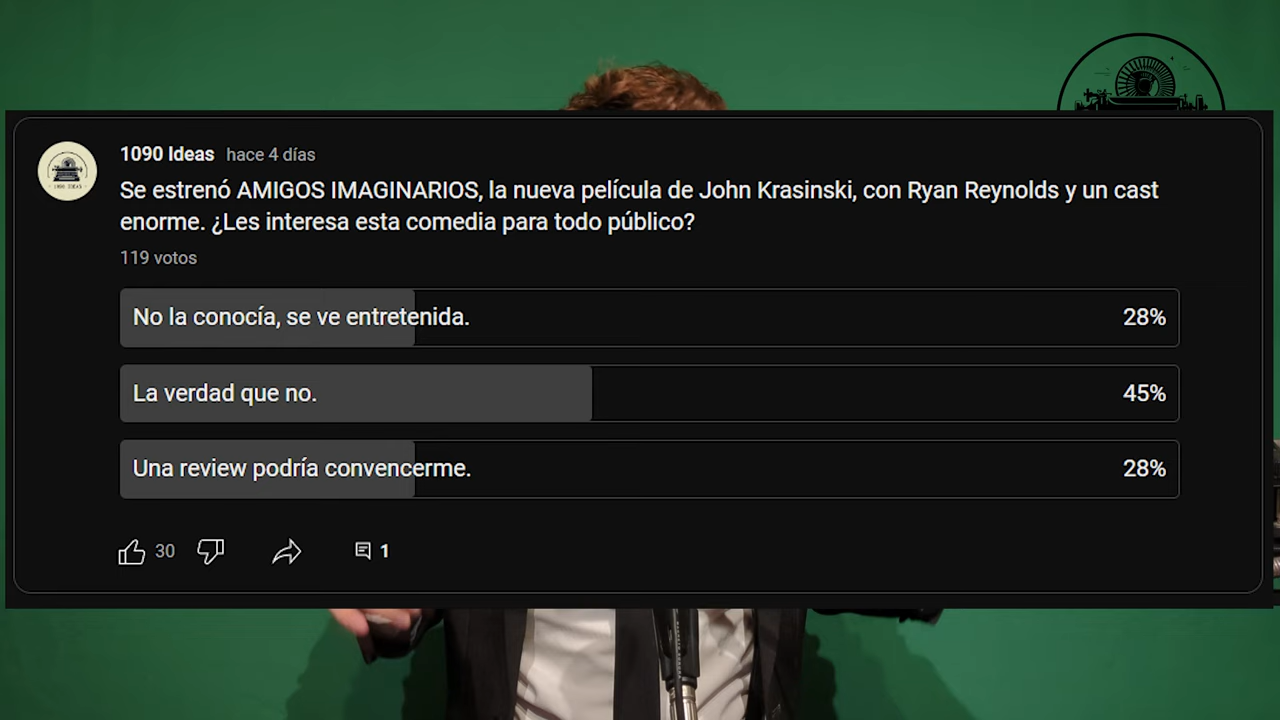 1090 Ideas hace 4 días
Se estrenó AMIGOS IMAGINARIOS, la nueva película de John Krasinski, con Ryan Reynolds y un cast
enorme. ¿Les interesa esta comedia para todo público?
119 votos
No la conocía, se ve entretenida. 28%
La verdad que no. 45%
Una review podría convencerme. 28%
30 1